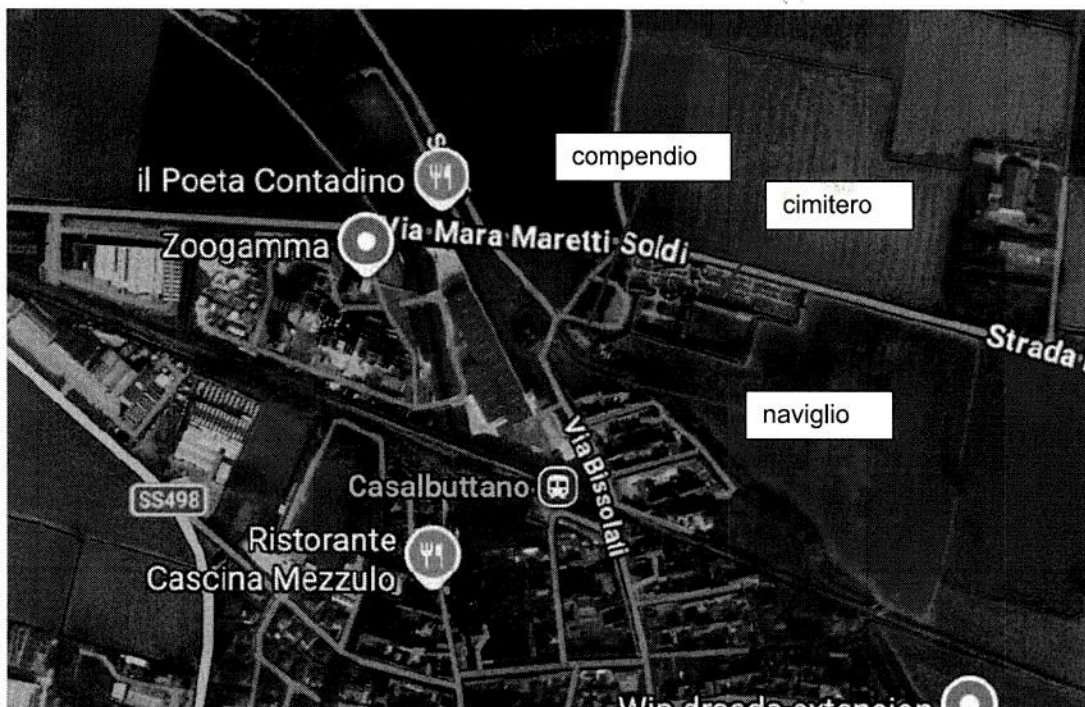 compendio
il Poeta Contadino
cimitero
Zoogamma
Via Mara Maretti Soldi
Strada
naviglio
Via Bissolati
Casalbuttano
SS498
Ristorante
Cascina Mezzulo